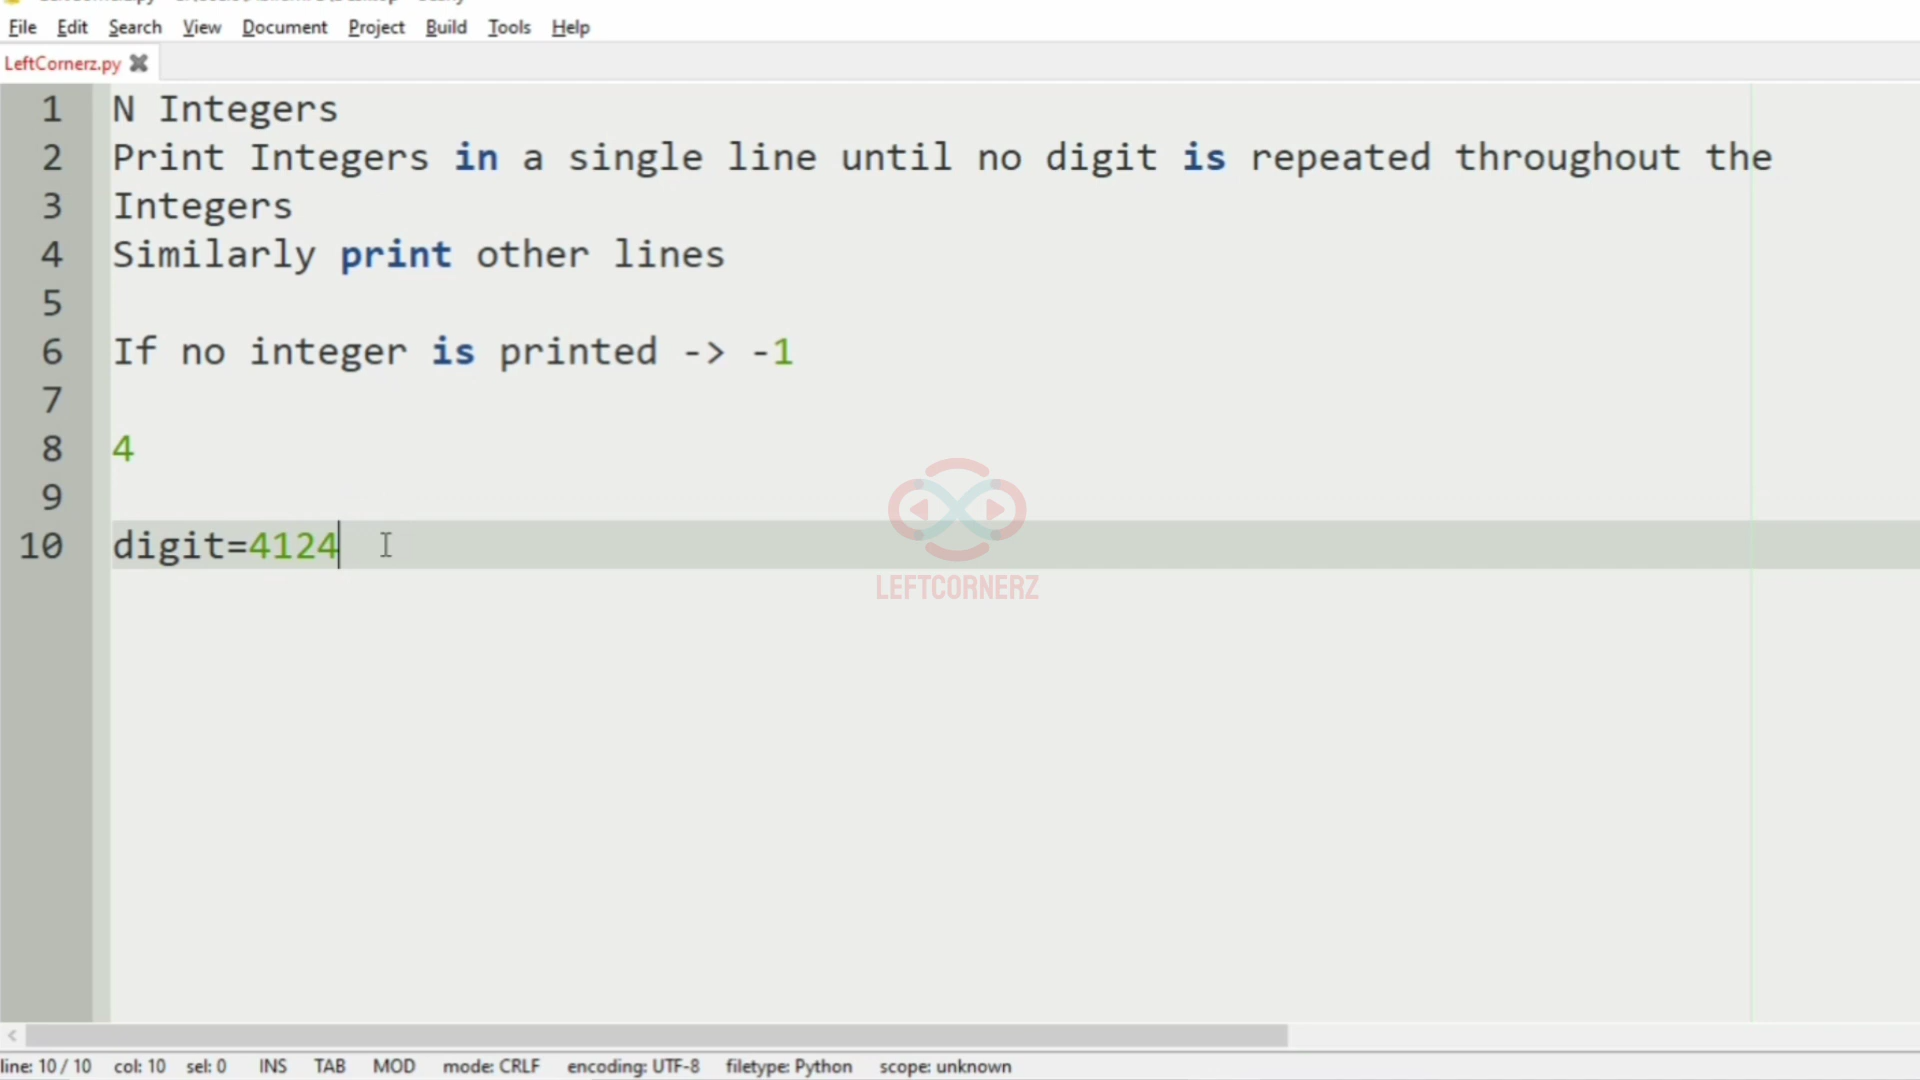 File Edit Search View Document Project Build Tools Help
LeftCornerz.py
1 N Integers
2 Print Integers in a single line until no digit is repeated throughout the
3 Integers
4 Similarly print other lines
5
6 If no integer is printed -> -1
7
8 4
9
10 digit=4124
LEFTCORNERZ
line: 10 / 10 col: 10 sel: 0 INS TAB MOD mode: CRLF encoding: UTF-8 filetype: Python scope: unknown